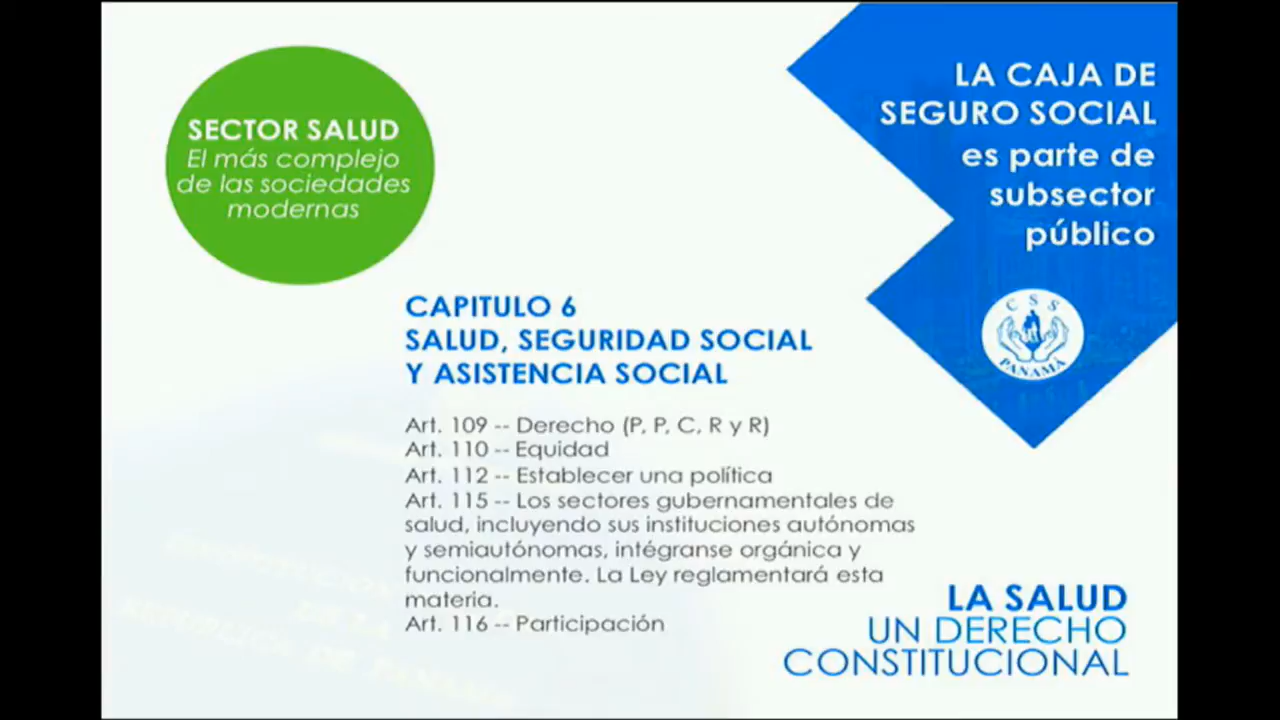 SECTOR SALUD
El más complejo
de las sociedades
modernas
LA CAJA DE
SEGURO SOCIAL
es parte de
subsector
público
CSS
PANAMÁ
CAPITULO 6
SALUD, SEGURIDAD SOCIAL
Y ASISTENCIA SOCIAL
Art. 109 -- Derecho (P, P, C, R y R)
Art. 110 -- Equidad
Art. 112 -- Establecer una política
Art. 115 -- Los sectores gubernamentales de
salud, incluyendo sus instituciones autónomas
y semiautónomas, intégranse orgánica y
funcionalmente. La Ley reglamentará esta
materia.
Art. 116 -- Participación
LA SALUD
UN DERECHO
CONSTITUCIONAL